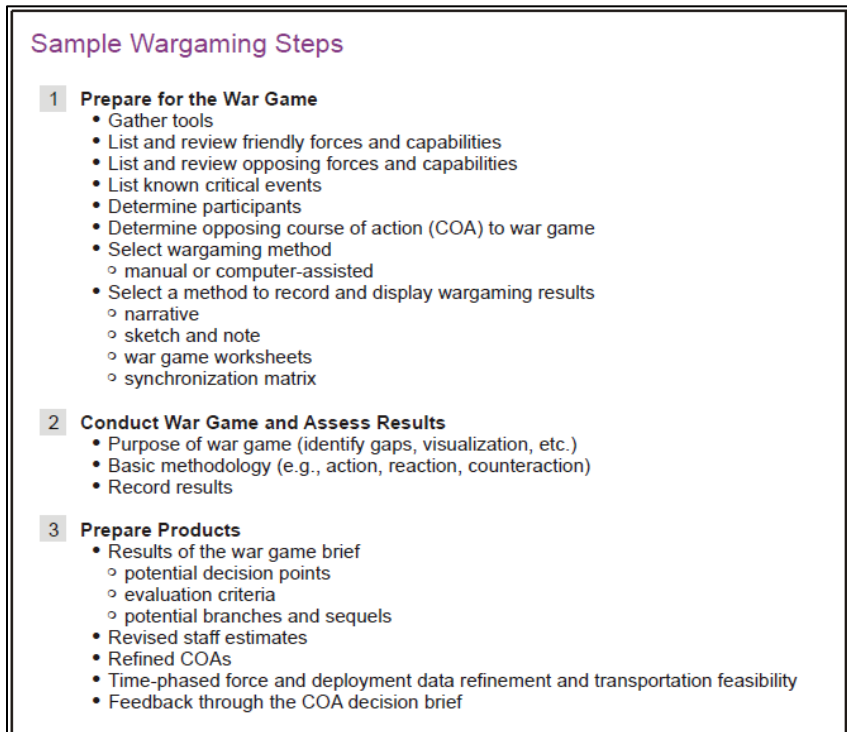 Sample Wargaming Steps
1 Prepare for the War Game
• Gather tools
• List and review friendly forces and capabilities
• List and review opposing forces and capabilities
• List known critical events
• Determine participants
• Determine opposing course of action (COA) to war game
• Select wargaming method
○ manual or computer-assisted
• Select a method to record and display wargaming results
○ narrative
○ sketch and note
○ war game worksheets
○ synchronization matrix
2 Conduct War Game and Assess Results
• Purpose of war game (identify gaps, visualization, etc.)
• Basic methodology (e.g., action, reaction, counteraction)
• Record results
3 Prepare Products
• Results of the war game brief
○ potential decision points
○ evaluation criteria
○ potential branches and sequels
• Revised staff estimates
• Refined COAs
• Time-phased force and deployment data refinement and transportation feasibility
• Feedback through the COA decision brief